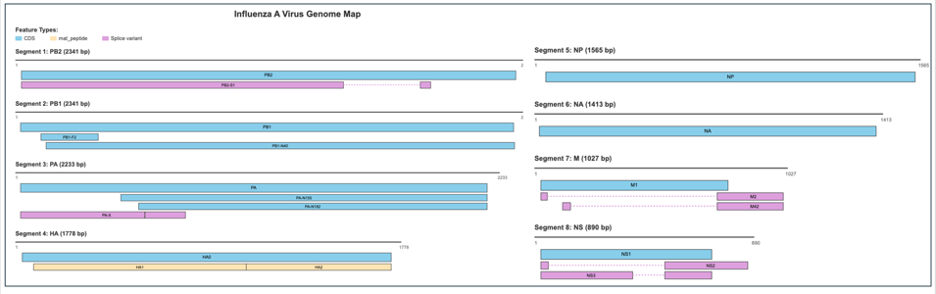 Influenza A Virus Genome Map
Feature Types:
CDS mat_peptide Splice variant
Segment 1: PB2 (2341 bp)
1 2
PB2
PB2-S1
Segment 2: PB1 (2341 bp)
1 2
PB1
PB1-F2
PB1-N40
Segment 3: PA (2233 bp)
1 2233
PA
PA-N155
PA-N182
PA-X
Segment 4: HA (1778 bp)
1 1778
HA0
HA1 HA2
Segment 5: NP (1565 bp)
1 1565
NP
Segment 6: NA (1413 bp)
1 1413
NA
Segment 7: M (1027 bp)
1 1027
M1
M2
M42
Segment 8: NS (890 bp)
1 890
NS1
NS2
NS3